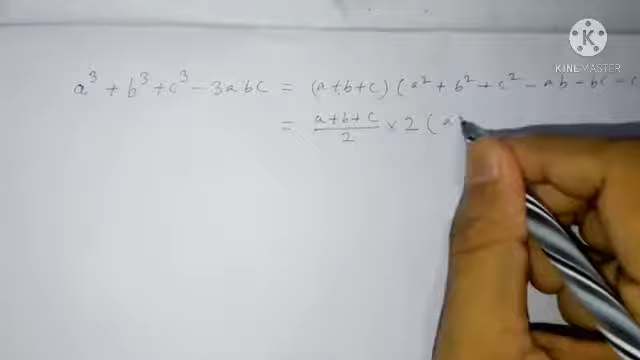 KINEMASTER
a³ + b³ + c³ - 3abc = (a+b+c) (a² + b² + c² - ab - bc - c
= a+b+c/2 × 2 (a